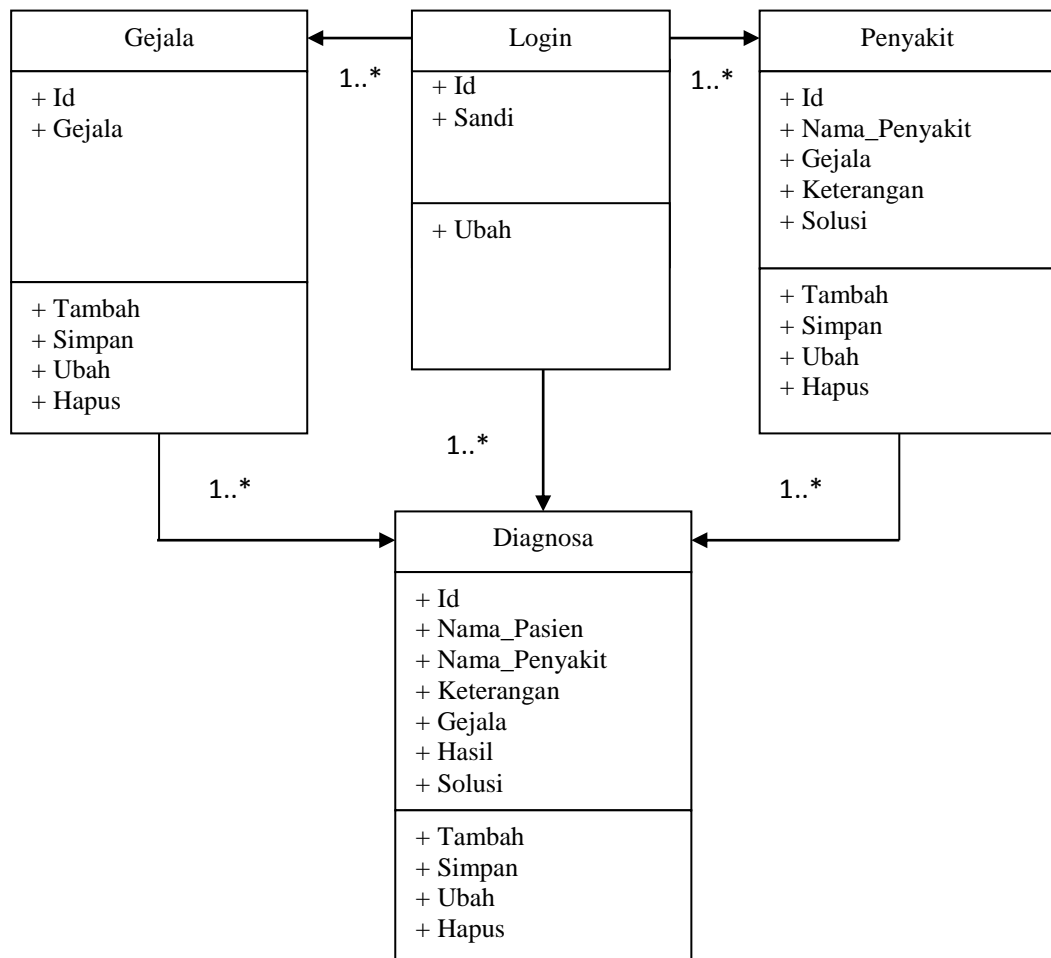 Gejala
+ Id
+ Gejala
+ Tambah
+ Simpan
+ Ubah
+ Hapus
1..*
Login
+ Id
+ Sandi
+ Ubah
1..*
Penyakit
+ Id
+ Nama_Penyakit
+ Gejala
+ Keterangan
+ Solusi
+ Tambah
+ Simpan
+ Ubah
+ Hapus
1..*
1..*
1..*
Diagnosa
+ Id
+ Nama_Pasien
+ Nama_Penyakit
+ Keterangan
+ Gejala
+ Hasil
+ Solusi
+ Tambah
+ Simpan
+ Ubah
+ Hapus